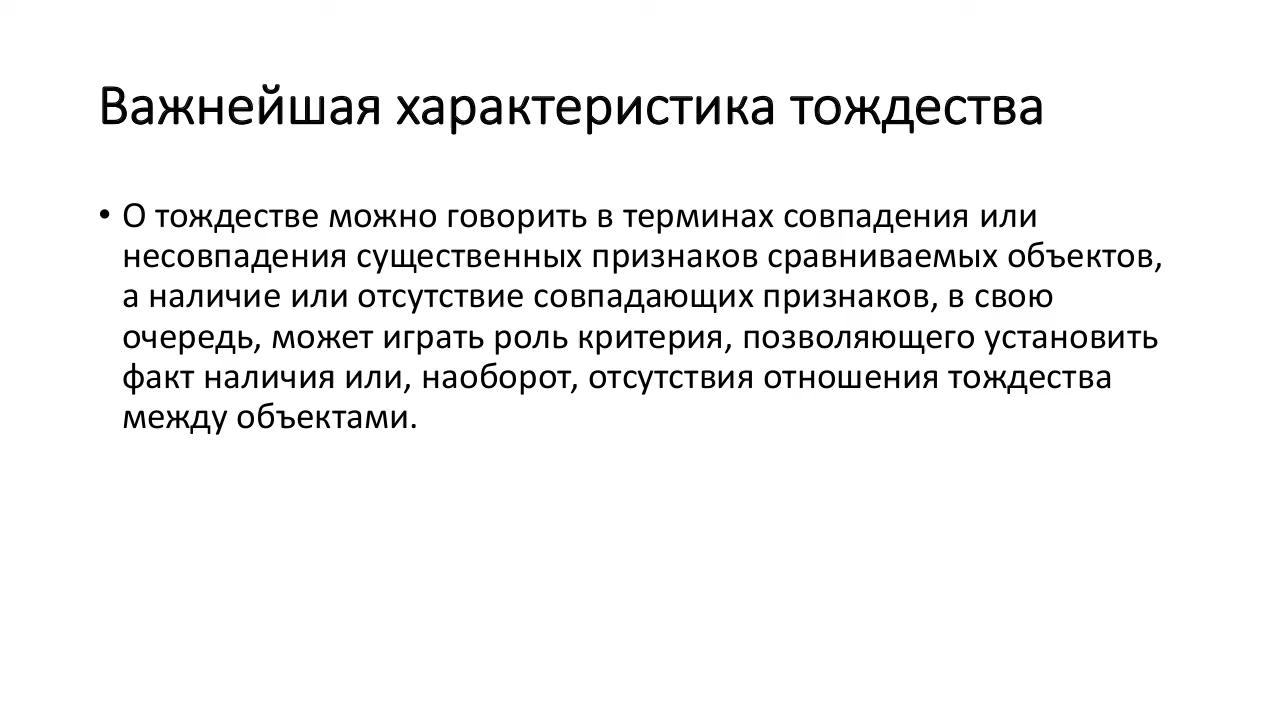 Важнейшая характеристика тождества
• О тождестве можно говорить в терминах совпадения или
несовпадения существенных признаков сравниваемых объектов,
а наличие или отсутствие совпадающих признаков, в свою
очередь, может играть роль критерия, позволяющего установить
факт наличия или, наоборот, отсутствия отношения тождества
между объектами.